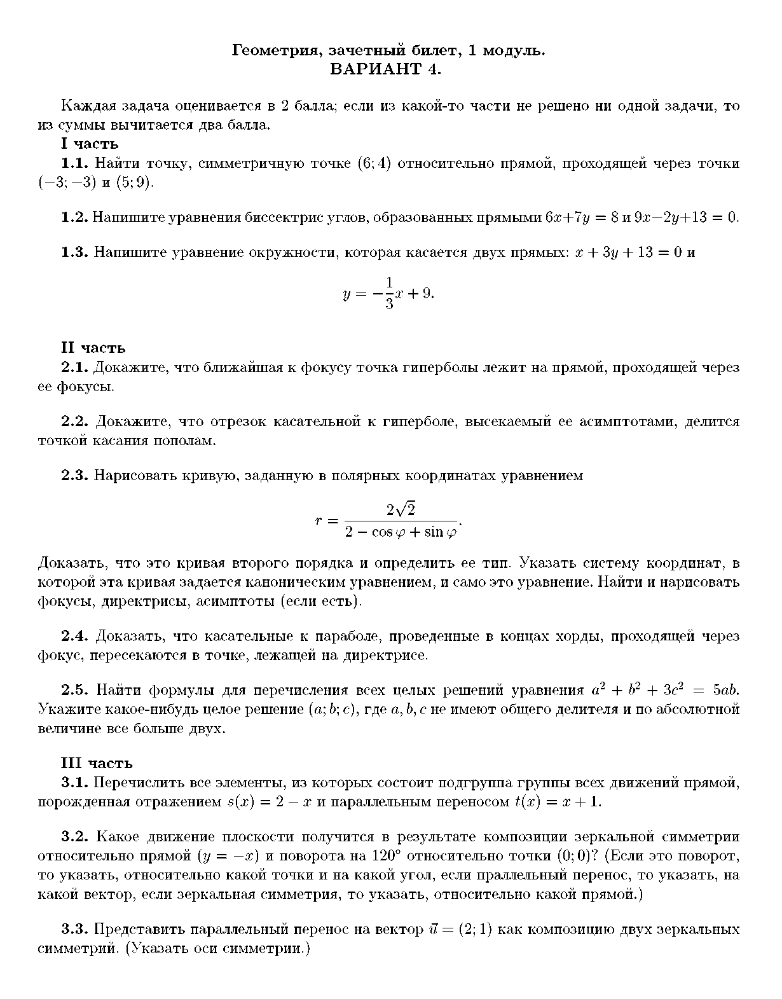 Геометрия, зачетный билет, 1 модуль.
ВАРИАНТ 4.
Каждая задача оценивается в 2 балла; если из какой-то части не решено ни одной задачи, то
из суммы вычитается два балла.
I часть
1.1. Найти точку, симметричную точке (6; 4) относительно прямой, проходящей через точки
(−3; −3) и (5; 9).
1.2. Напишите уравнения биссектрис углов, образованных прямыми 6x+7y = 8 и 9x−2y+13 = 0.
1.3. Напишите уравнение окружности, которая касается двух прямых: x + 3y + 13 = 0 и
y = −\frac{1}{3}x + 9.
II часть
2.1. Докажите, что ближайшая к фокусу точка гиперболы лежит на прямой, проходящей через
ее фокусы.
2.2. Докажите, что отрезок касательной к гиперболе, высекаемый ее асимптотами, делится
точкой касания пополам.
2.3. Нарисовать кривую, заданную в полярных координатах уравнением
r = \frac{2\sqrt{2}}{2 − cos φ + sin φ}.
Доказать, что это кривая второго порядка и определить ее тип. Указать систему координат, в
которой эта кривая задается каноническим уравнением, и само это уравнение. Найти и нарисовать
фокусы, директрисы, асимптоты (если есть).
2.4. Доказать, что касательные к параболе, проведенные в концах хорды, проходящей через
фокус, пересекаются в точке, лежащей на директрисе.
2.5. Найти формулы для перечисления всех целых решений уравнения a² + b² + 3c² = 5ab.
Укажите какое-нибудь целое решение (a; b; c), где a, b, c не имеют общего делителя и по абсолютной
величине все больше двух.
III часть
3.1. Перечислить все элементы, из которых состоит подгруппа группы всех движений прямой,
порожденная отражением s(x) = 2 − x и параллельным переносом t(x) = x + 1.
3.2. Какое движение плоскости получится в результате композиции зеркальной симметрии
относительно прямой (y = −x) и поворота на 120° относительно точки (0; 0)? (Если это поворот,
то указать, относительно какой точки и на какой угол, если праллельный перенос, то указать, на
какой вектор, если зеркальная симметрия, то указать, относительно какой прямой.)
3.3. Представить параллельный перенос на вектор \vec{u} = (2; 1) как композицию двух зеркальных
симметрий. (Указать оси симметрии.)